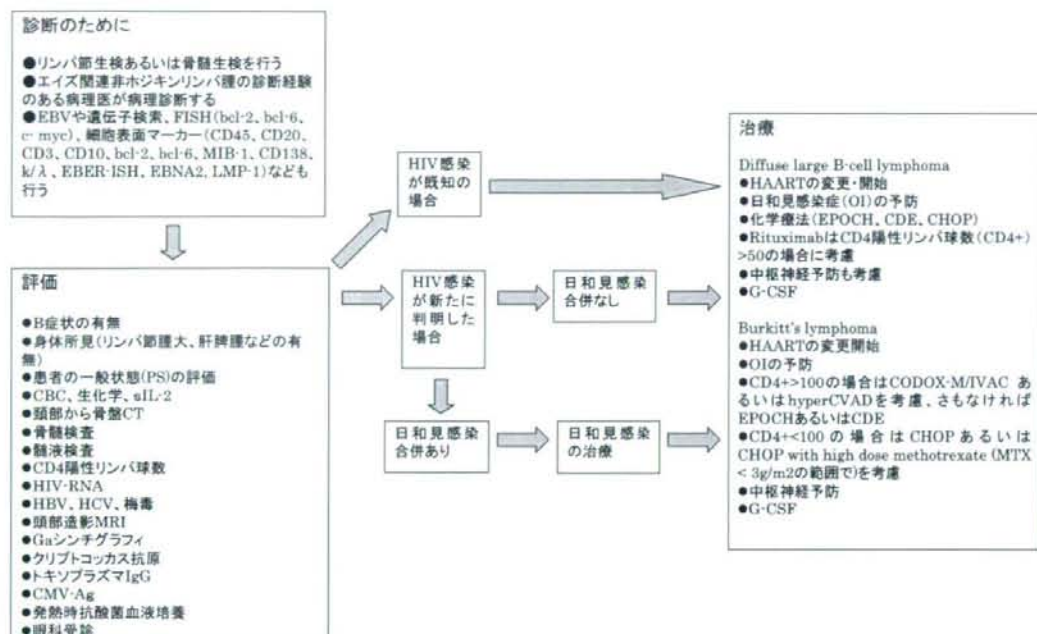 診断のために
●リンパ節生検あるいは骨髄生検を行う
●エイズ関連非ホジキンリンパ腫の診断経験
のある病理医が病理診断する
●EBVや遺伝子検索、FISH(bcl-2、bcl-6、
c-myc)、細胞表面マーカー(CD45、CD20、
CD3、CD10、bcl-2、bcl-6、MIB-1、CD138、
k/λ、EBER-ISH、EBNA2, LMP-1)なども
行う
評価
●B症状の有無
●身体所見(リンパ節腫大、肝脾腫などの有
無)
●患者の一般状態(PS)の評価
●CBC、生化学、sIL-2
●頭部から骨盤CT
●骨髄検査
●髄液検査
●CD4陽性リンパ球数
●HIV-RNA
●HBV、HCV、梅毒
●頭部造影MRI
●Gaシンチグラフィ
●クリプトコッカス抗原
●トキソプラズマIgG
●CMV-Ag
●発熱時抗酸菌血液培養
●眼科受診
HIV感染
が既知の
場合
HIV感染
が新たに
判明した
場合
日和見感染
合併なし
日和見感染
合併あり
日和見感染
の治療
治療
Diffuse large B-cell lymphoma
●HAARTの変更・開始
●日和見感染症(OI)の予防
●化学療法(EPOCH、CDE、CHOP)
●RituximabはCD4陽性リンパ球数(CD4+)
>50の場合に考慮
●中枢神経予防も考慮
●G-CSF
Burkitt's lymphoma
●HAARTの変更開始
●OIの予防
●CD4+>100の場合はCODOX-M/IVAC あ
るいはhyperCVADを考慮、さもなければ
EPOCHあるいはCDE
●CD4+<100 の場合は CHOP あるいは
CHOP with high dose methotrexate (MTX
< 3g/m2の範囲で)を考慮
●中枢神経予防
●G-CSF